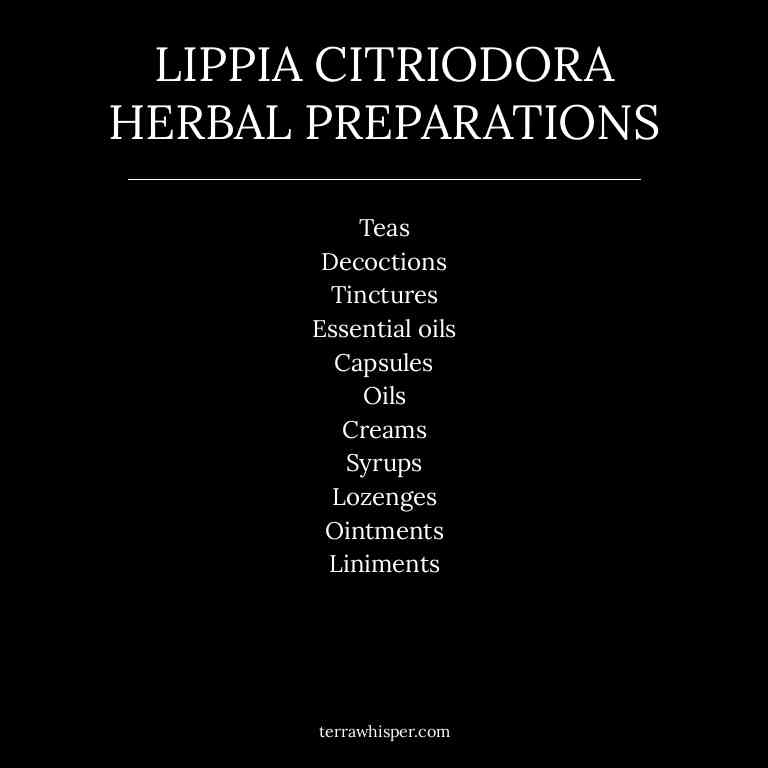 LIPPIA CITRIODORA
HERBAL PREPARATIONS
Teas
Decoctions
Tinctures
Essential oils
Capsules
Oils
Creams
Syrups
Lozenges
Ointments
Liniments
terrawhisper.com